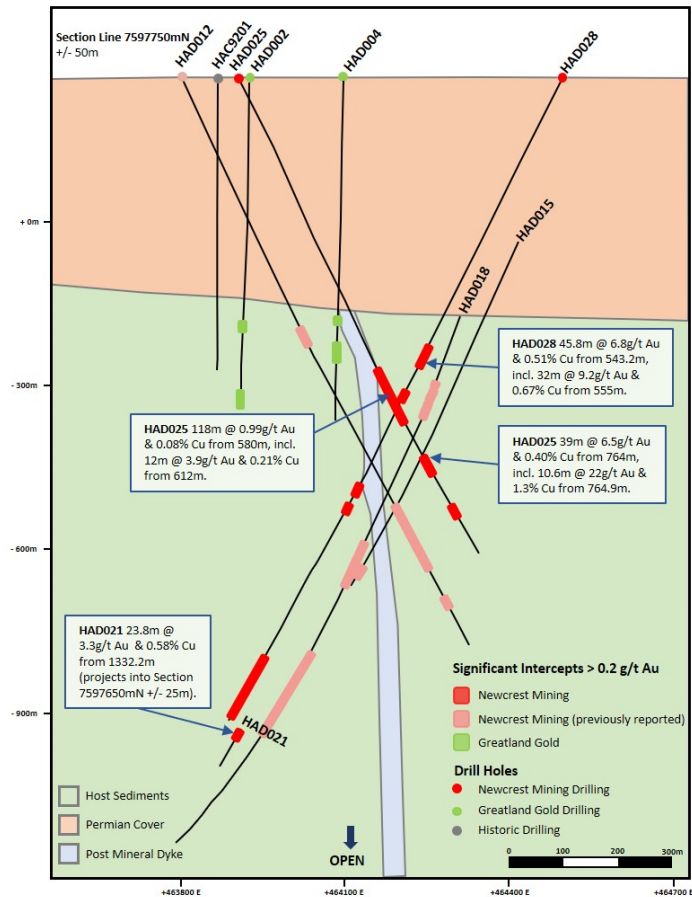 Section Line 7597750mN
+/- 50m
HAD012
HAC9201
HAD025
HAD002
HAD004
HAD028
HAD015
HAD018
+ 0m
- 300m
- 600m
- 900m
HAD028 45.8m @ 6.8g/t Au
& 0.51% Cu from 543.2m,
incl. 32m @ 9.2g/t Au &
0.67% Cu from 555m.
HAD025 118m @ 0.99g/t Au
& 0.08% Cu from 580m, incl.
12m @ 3.9g/t Au & 0.21% Cu
from 612m.
HAD025 39m @ 6.5g/t Au
& 0.40% Cu from 764m,
incl. 10.6m @ 22g/t Au &
1.3% Cu from 764.9m.
HAD021 23.8m @
3.3g/t Au & 0.58% Cu
from 1332.2m
(projects into Section
7597650mN +/- 25m).
HAD021
Significant Intercepts > 0.2 g/t Au
Newcrest Mining
Newcrest Mining (previously reported)
Greatland Gold
Drill Holes
Newcrest Mining Drilling
Greatland Gold Drilling
Historic Drilling
Host Sediments
Permian Cover
Post Mineral Dyke
OPEN
0 100 200 300m
+463800 E
+464100 E
+464400 E
+464700 E